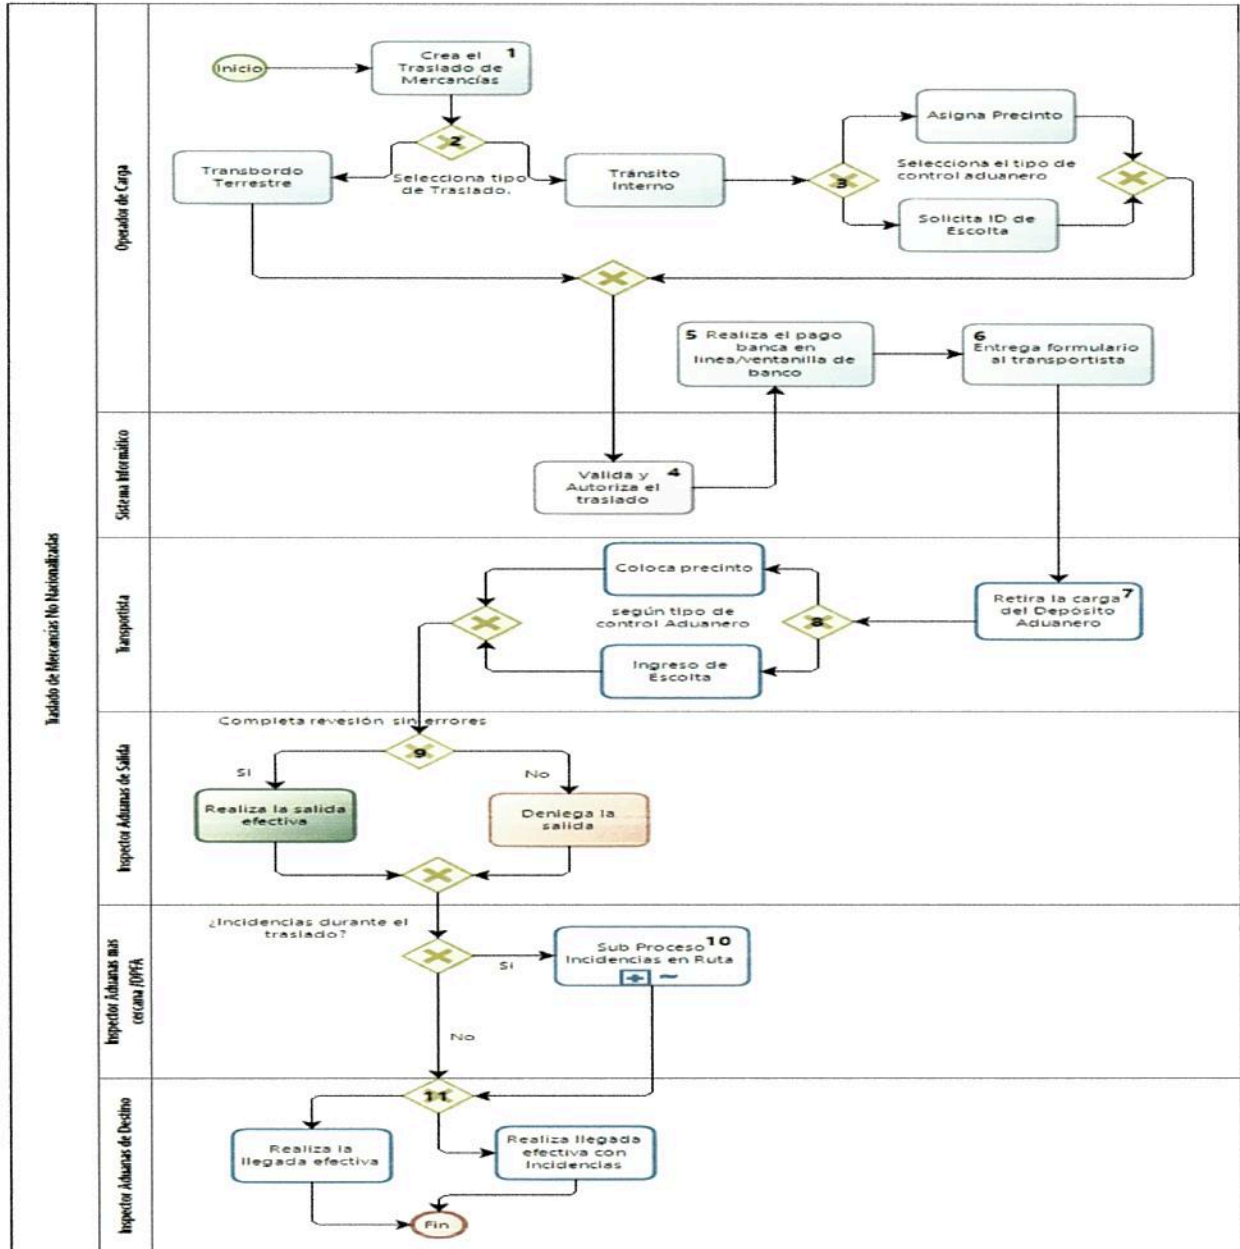 Traslado de Mercancías No Nacionalizadas
Operador de Carga
Inicio
Crea el 1
Traslado de
Mercancías
2
Selecciona tipo
de Traslado.
Transbordo
Terrestre
Tránsito
Interno
3
Asigna Precinto
Selecciona el tipo de
control aduanero
Solicita ID de
Escolta
5 Realiza el pago
banca en
linea/ventanilla de
banco
6
Entrega formulario
al transportista
Sistema Informático
Valida y 4
Autoriza el
traslado
Transportista
Retira la carga 7
del Depósito
Aduanero
8
Coloca precinto
según tipo de
control Aduanero
Ingreso de
Escolta
Inspector Aduanas de Salida
Completa revesión sin errores
9
Si
No
Realiza la salida
efectiva
Deniega la
salida
Inspector Aduanas mas
cercana /DPFA
¿Incidencias durante el
traslado?
Si
Sub Proceso 10
Incidencias en Ruta
No
Inspector Aduanas de Destino
11
Realiza la
llegada efectiva
Realiza llegada
efectiva con
Incidencias
Fin